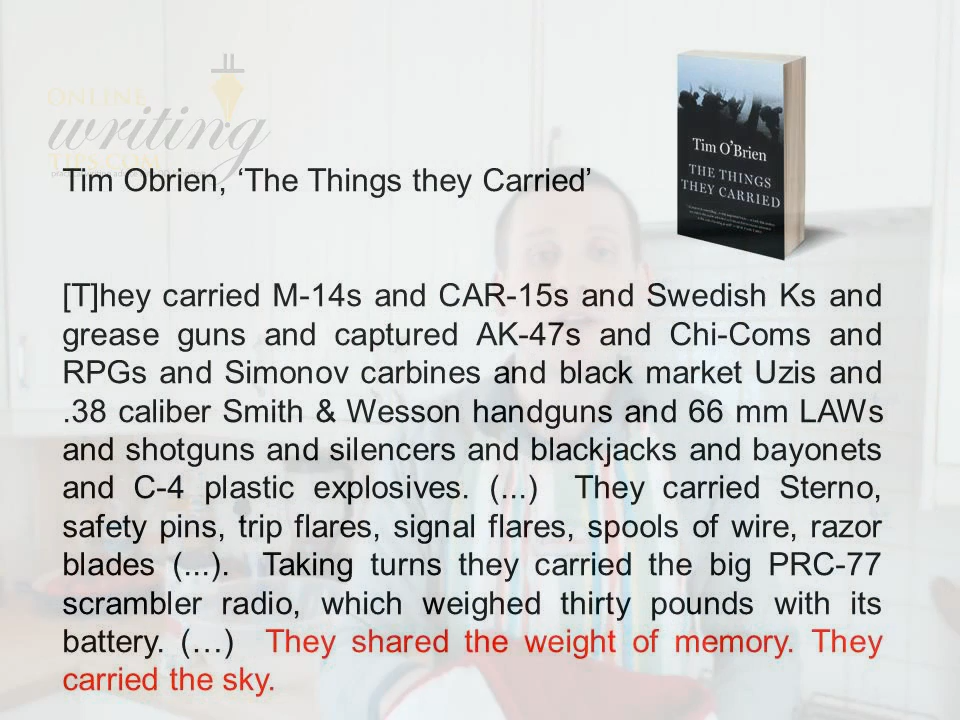 ONLINE
writing
TIPS.COM
Tim Obrien, ‘The Things they Carried’
Tim O’Brien
THE THINGS
THEY CARRIED
[T]hey carried M-14s and CAR-15s and Swedish Ks and
grease guns and captured AK-47s and Chi-Coms and
RPGs and Simonov carbines and black market Uzis and
.38 caliber Smith & Wesson handguns and 66 mm LAWs
and shotguns and silencers and blackjacks and bayonets
and C-4 plastic explosives. (...)  They carried Sterno,
safety pins, trip flares, signal flares, spools of wire, razor
blades (...).  Taking turns they carried the big PRC-77
scrambler radio, which weighed thirty pounds with its
battery. (…)  They shared the weight of memory. They
carried the sky.